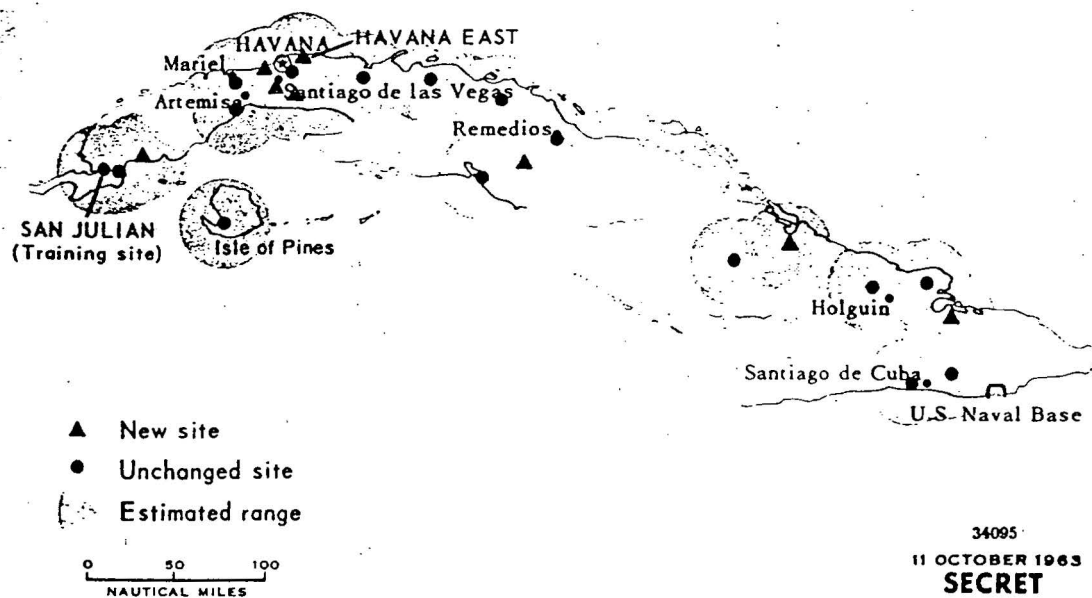 HAVANA
HAVANA EAST
Mariel
Santiago de las Vegas
Artemisa
Remedios
SAN JULIAN
(Training site)
Isle of Pines
Holguin
Santiago de Cuba
U.S. Naval Base
New site
Unchanged site
Estimated range
0 50 100
NAUTICAL MILES
34095
11 OCTOBER 1963
SECRET